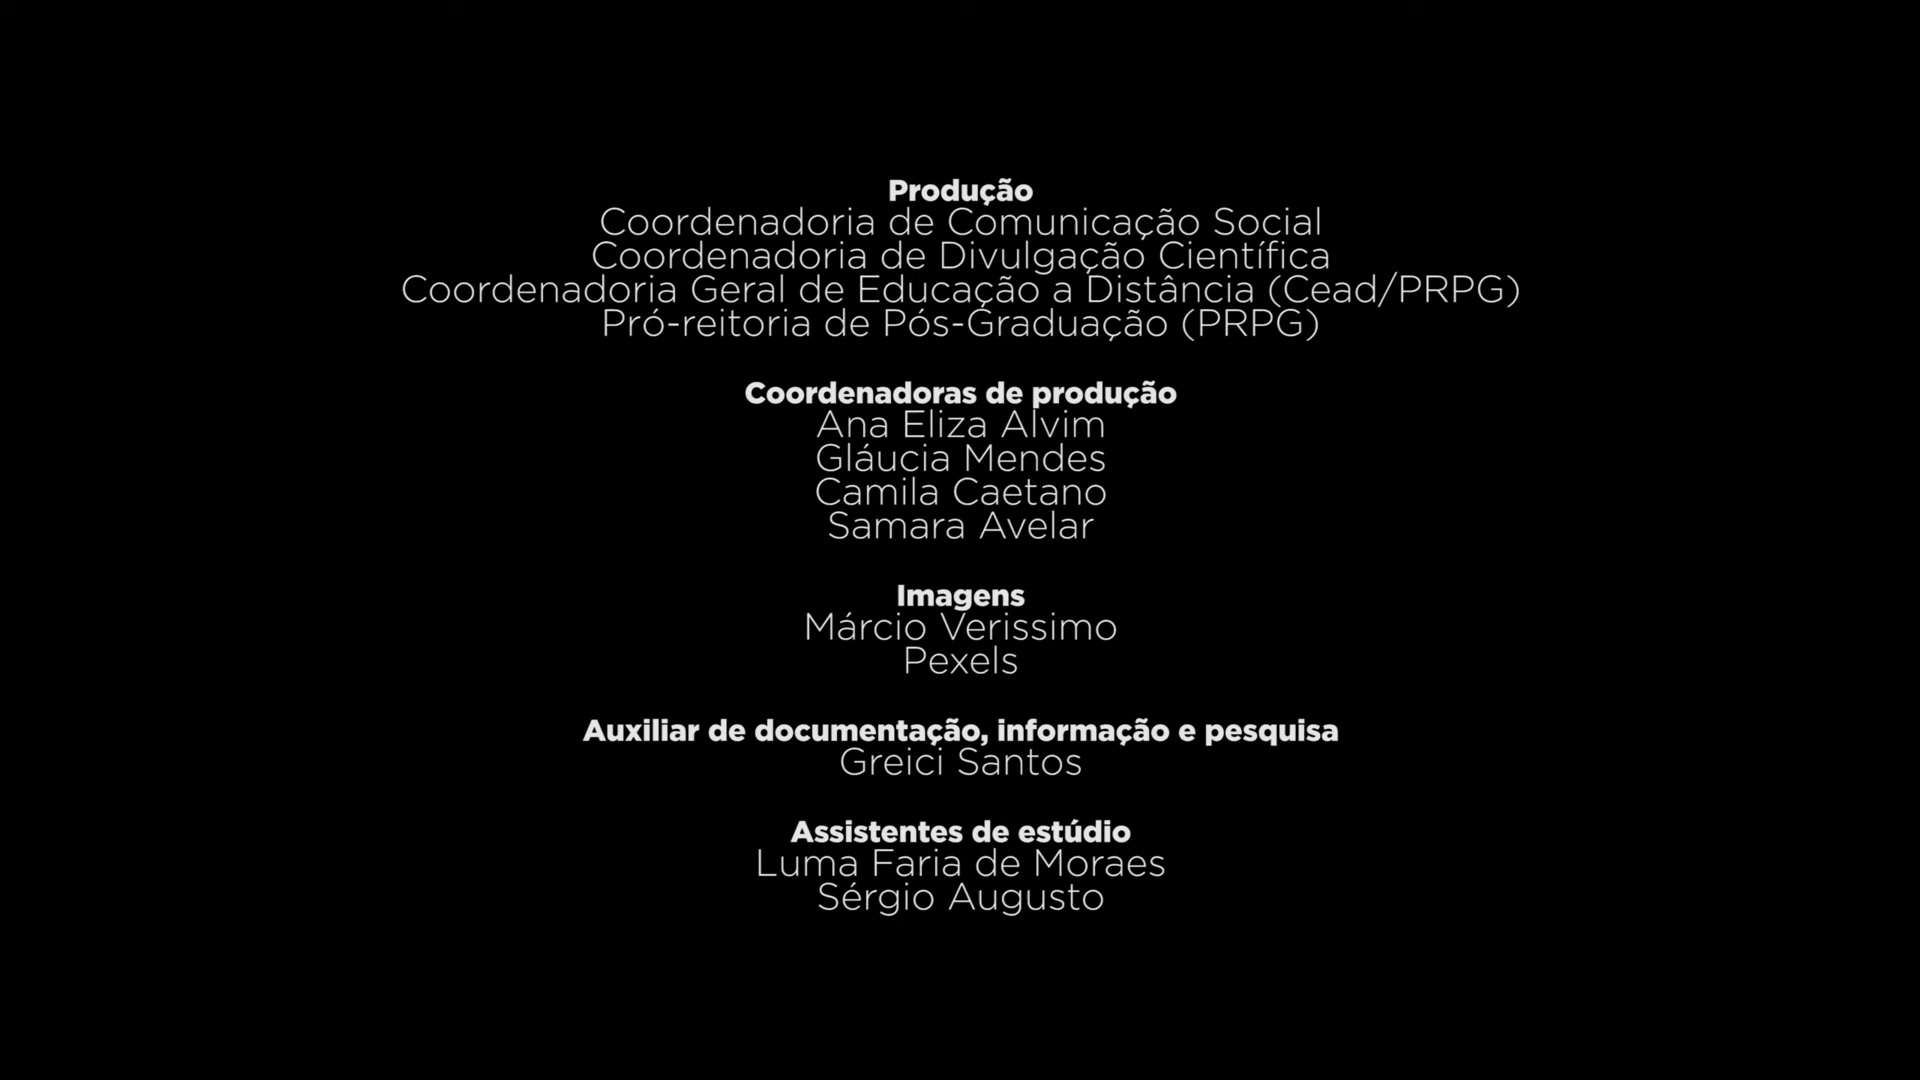 Produção
Coordenadoria de Comunicação Social
Coordenadoria de Divulgação Científica
Coordenadoria Geral de Educação a Distância (Cead/PRPG)
Pró-reitoria de Pós-Graduação (PRPG)
Coordenadoras de produção
Ana Eliza Alvim
Gláucia Mendes
Camila Caetano
Samara Avelar
Imagens
Márcio Verissimo
Pexels
Auxiliar de documentação, informação e pesquisa
Greici Santos
Assistentes de estúdio
Luma Faria de Moraes
Sérgio Augusto